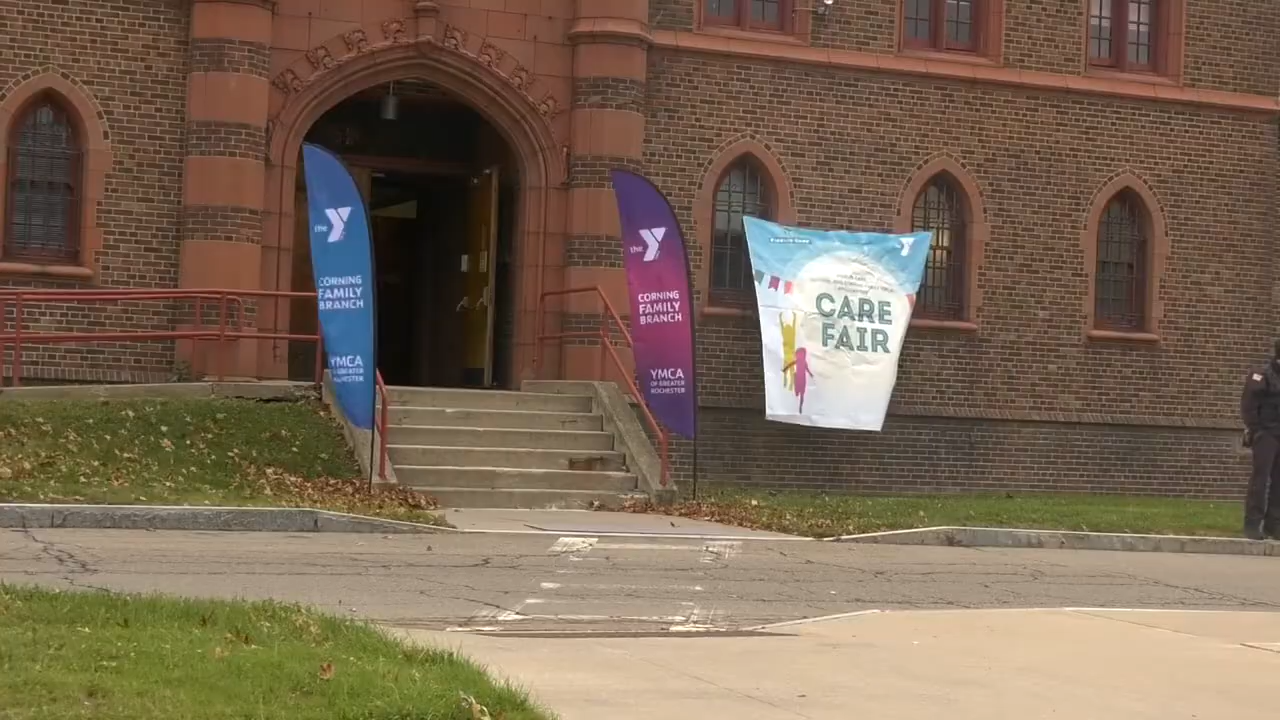 the Y
CORNING
FAMILY
BRANCH
YMCA
OF GREATER
ROCHESTER
the Y
CORNING
FAMILY
BRANCH
YMCA
OF GREATER
ROCHESTER
CARE
FAIR